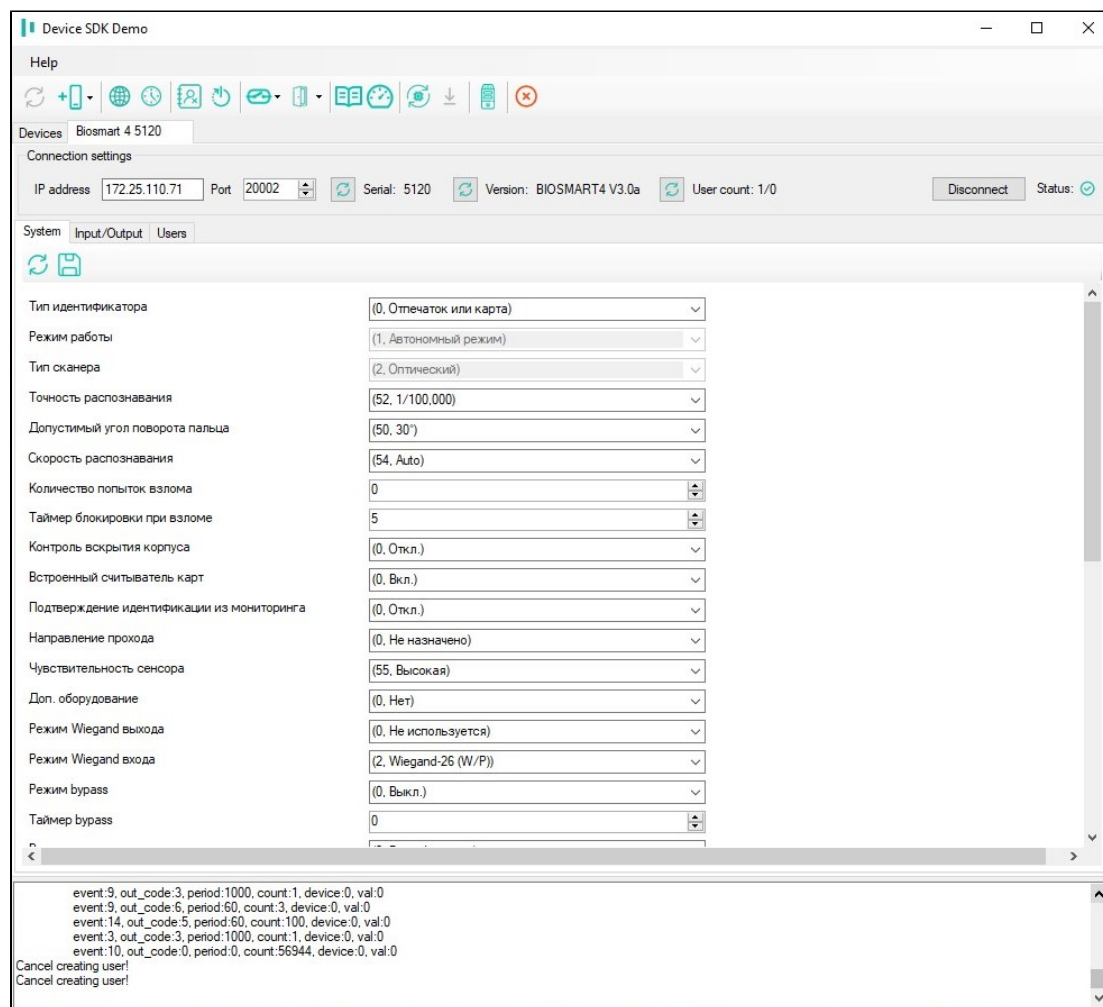 Device SDK Demo
Help
Devices Biosmart 4 5120
Connection settings
IP address 172.25.110.71 Port 20002 Serial: 5120 Version: BIOSMART4 V3.0a User count: 1/0 Disconnect Status:
System Input/Output Users
Тип идентификатора (0, Отпечаток или карта)
Режим работы (1, Автономный режим)
Тип сканера (2, Оптический)
Точность распознавания (52, 1/100,000)
Допустимый угол поворота пальца (50, 30°)
Скорость распознавания (54, Auto)
Количество попыток взлома 0
Таймер блокировки при взломе 5
Контроль вскрытия корпуса (0, Откл.)
Встроенный считыватель карт (0, Вкл.)
Подтверждение идентификации из мониторинга (0, Откл.)
Направление прохода (0, Не назначено)
Чувствительность сенсора (55, Высокая)
Доп. оборудование (0, Нет)
Режим Wiegand выхода (0, Не используется)
Режим Wiegand входа (2, Wiegand-26 (W/P))
Режим bypass (0, Выкл.)
Таймер bypass 0
event:9, out_code:3, period:1000, count:1, device:0, val:0
event:9, out_code:6, period:60, count:3, device:0, val:0
event:14, out_code:5, period:60, count:100, device:0, val:0
event:3, out_code:3, period:1000, count:1, device:0, val:0
event:10, out_code:0, period:0, count:56944, device:0, val:0
Cancel creating user!
Cancel creating user!